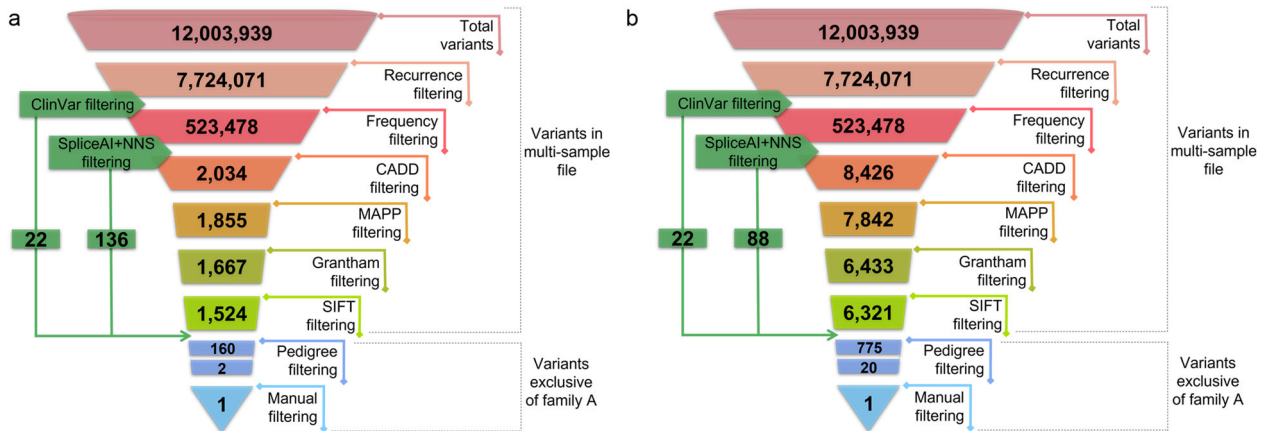 a
12,003,939
Total
variants
7,724,071
Recurrence
filtering
ClinVar filtering
523,478
Frequency
filtering
SpliceAI+NNS
filtering
2,034
CADD
filtering
1,855
MAPP
filtering
22
136
1,667
Grantham
filtering
1,524
SIFT
filtering
160
2
Pedigree
filtering
1
Manual
filtering
Variants in
multi-sample
file
Variants
exclusive
of family A
b
12,003,939
Total
variants
7,724,071
Recurrence
filtering
ClinVar filtering
523,478
Frequency
filtering
SpliceAI+NNS
filtering
8,426
CADD
filtering
7,842
MAPP
filtering
22
88
6,433
Grantham
filtering
6,321
SIFT
filtering
775
20
Pedigree
filtering
1
Manual
filtering
Variants in
multi-sample
file
Variants
exclusive
of family A